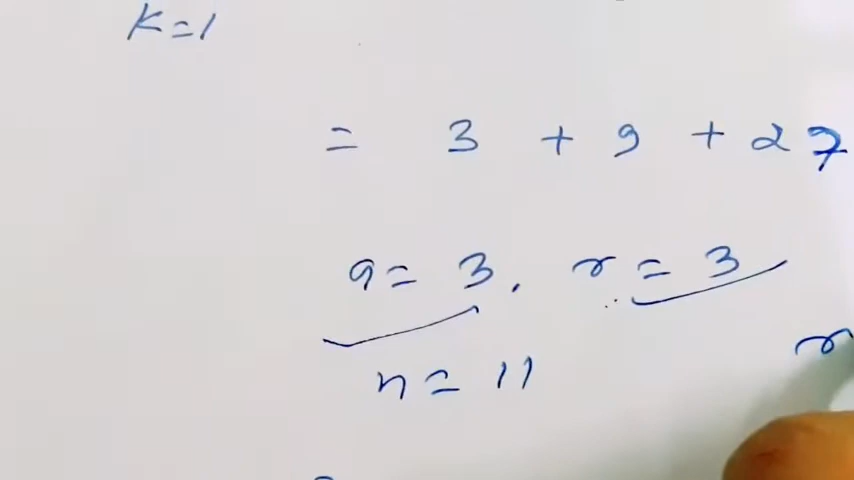 K=1
= 3 + 9 + 27
a = 3. r = 3
n = 11
r